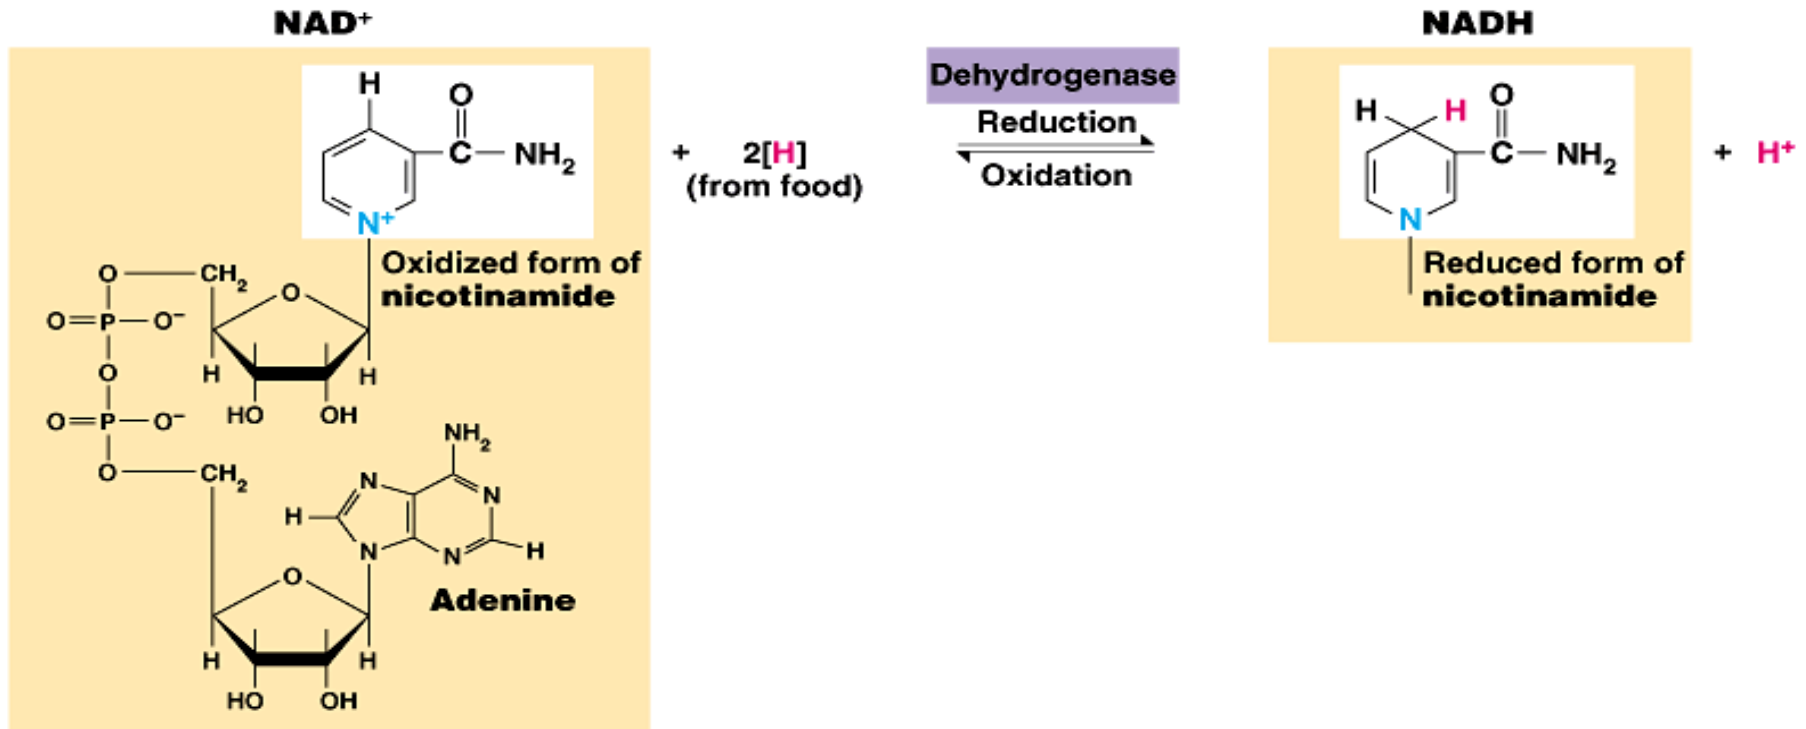 NAD⁺
H
O
C
NH₂
N⁺
Oxidized form of
nicotinamide
O
CH₂
O
O
P
O⁻
H
H
O
HO
OH
O
P
O⁻
O
CH₂
NH₂
N
N
H
N
N
H
O
Adenine
H
H
HO
OH
+
2[H]
(from food)
Dehydrogenase
Reduction
Oxidation
NADH
H
H
O
C
NH₂
N
Reduced form of
nicotinamide
+
H⁺